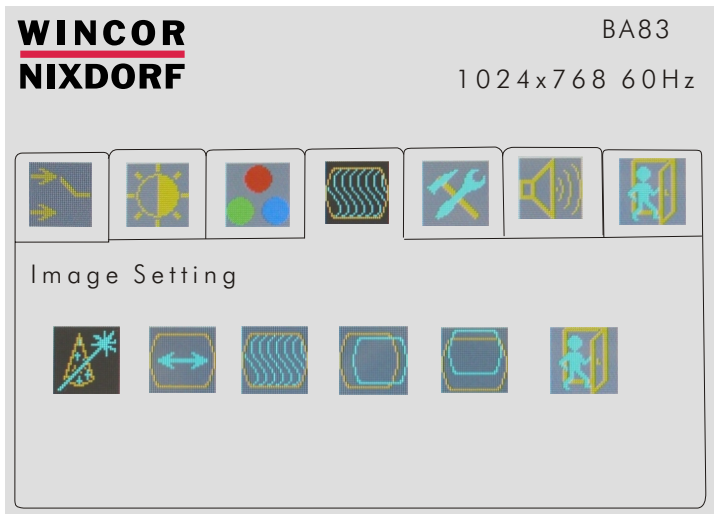 WINCOR
NIXDORF
BA83
1024x768 60Hz
Image Setting